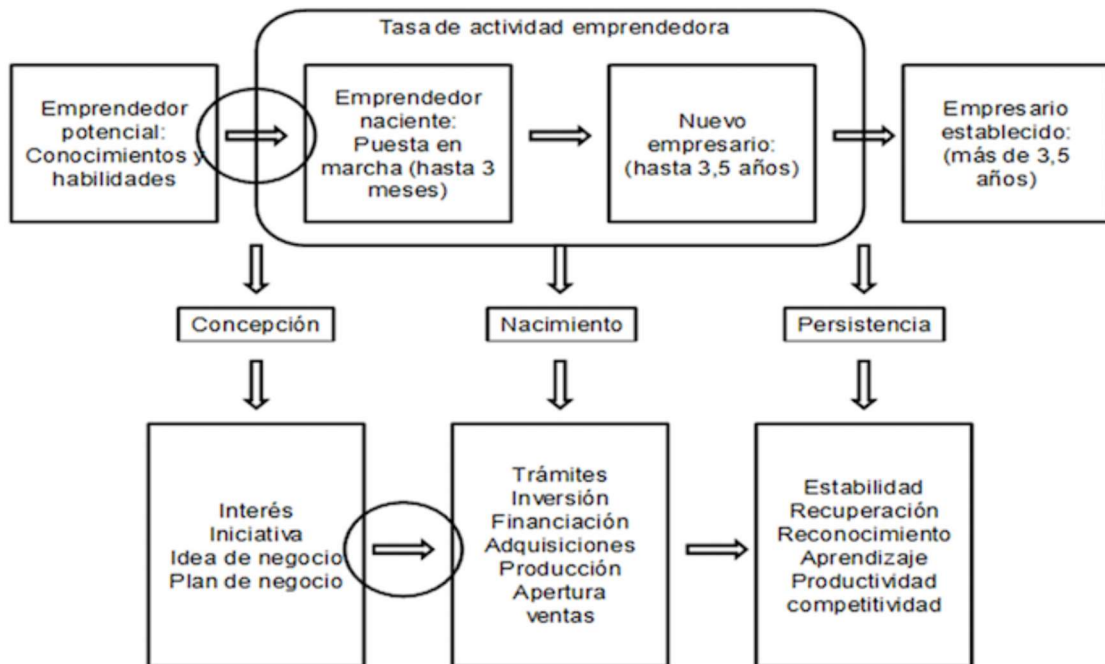 Tasa de actividad emprendedora
Emprendedor
potencial:
Conocimientos y
habilidades
Emprendedor
naciente:
Puesta en
marcha (hasta 3
meses)
Nuevo
empresario:
(hasta 3,5 años)
Empresario
establecido:
(más de 3,5
años)
Concepción
Nacimiento
Persistencia
Interés
Iniciativa
Idea de negocio
Plan de negocio
Trámites
Inversión
Financiación
Adquisiciones
Producción
Apertura
ventas
Estabilidad
Recuperación
Reconocimiento
Aprendizaje
Productividad
competitividad